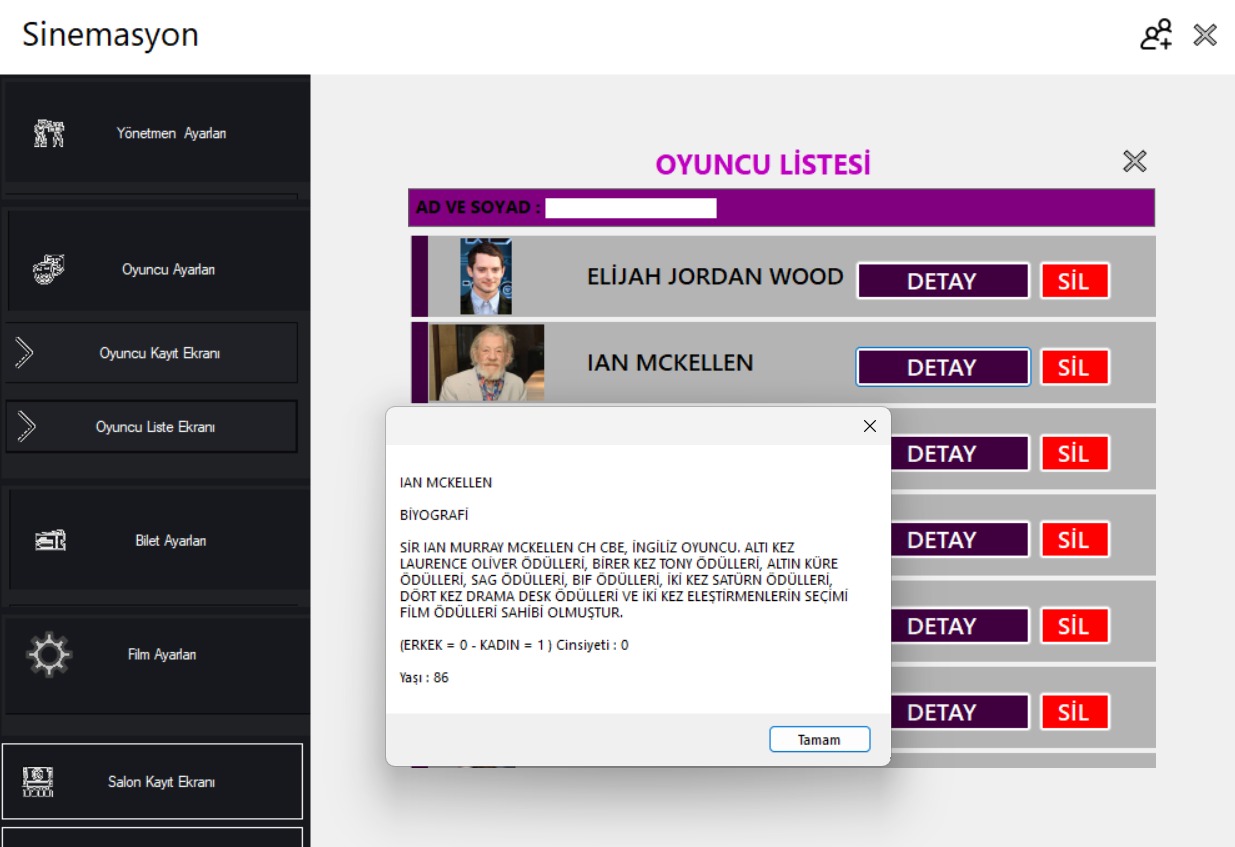 Sinemasyon
Yönetmen Ayarları
Oyuncu Ayarları
Oyuncu Kayıt Ekranı
Oyuncu Liste Ekranı
Bilet Ayarları
Film Ayarları
Salon Kayıt Ekranı
OYUNCU LİSTESİ
AD VE SOYAD :
ELİJAH JORDAN WOOD DETAY SİL
IAN MCKELLEN DETAY SİL
DETAY SİL
DETAY SİL
DETAY SİL
DETAY SİL
IAN MCKELLEN
BİYOGRAFİ
SİR IAN MURRAY MCKELLEN CH CBE, İNGİLİZ OYUNCU. ALTI KEZ
LAURENCE OLİVER ÖDÜLLERİ, BİRER KEZ TONY ÖDÜLLERİ, ALTIN KÜRE
ÖDÜLLERİ, SAG ÖDÜLLERİ, BIF ÖDÜLLERİ, İKİ KEZ SATÜRN ÖDÜLLERİ,
DÖRT KEZ DRAMA DESK ÖDÜLLERİ VE İKİ KEZ ELEŞTİRMENLERİN SEÇİMİ
FİLM ÖDÜLLERİ SAHİBİ OLMUŞTUR.
(ERKEK = 0 - KADIN = 1 ) Cinsiyeti : 0
Yaşı : 86
Tamam